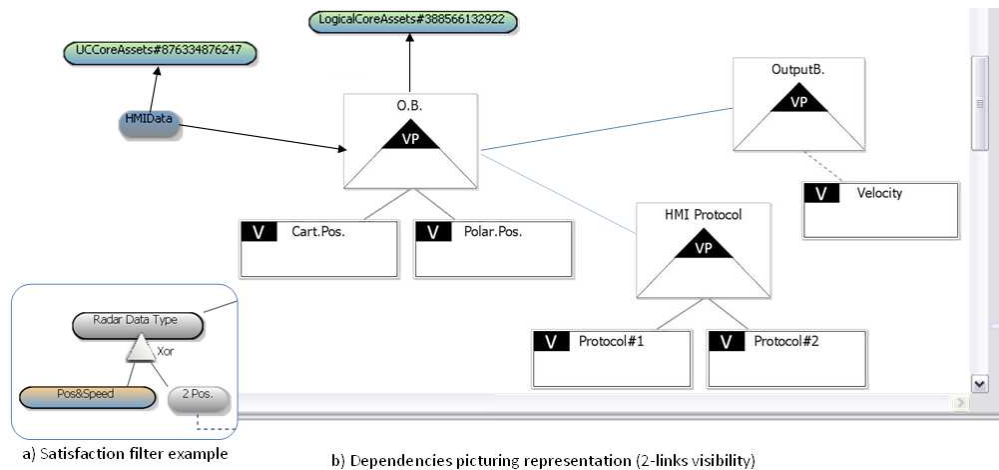 LogicalCoreAssets#388566132922
UCCoreAssets#876334876247
HMIData
O.B.
VP
OutputB.
VP
V Velocity
HMI Protocol
VP
V Cart.Pos.
V Polar.Pos.
V Protocol#1
V Protocol#2
Radar Data Type
Xor
Pos&Speed
2 Pos.
a) Satisfaction filter example
b) Dependencies picturing representation (2-links visibility)